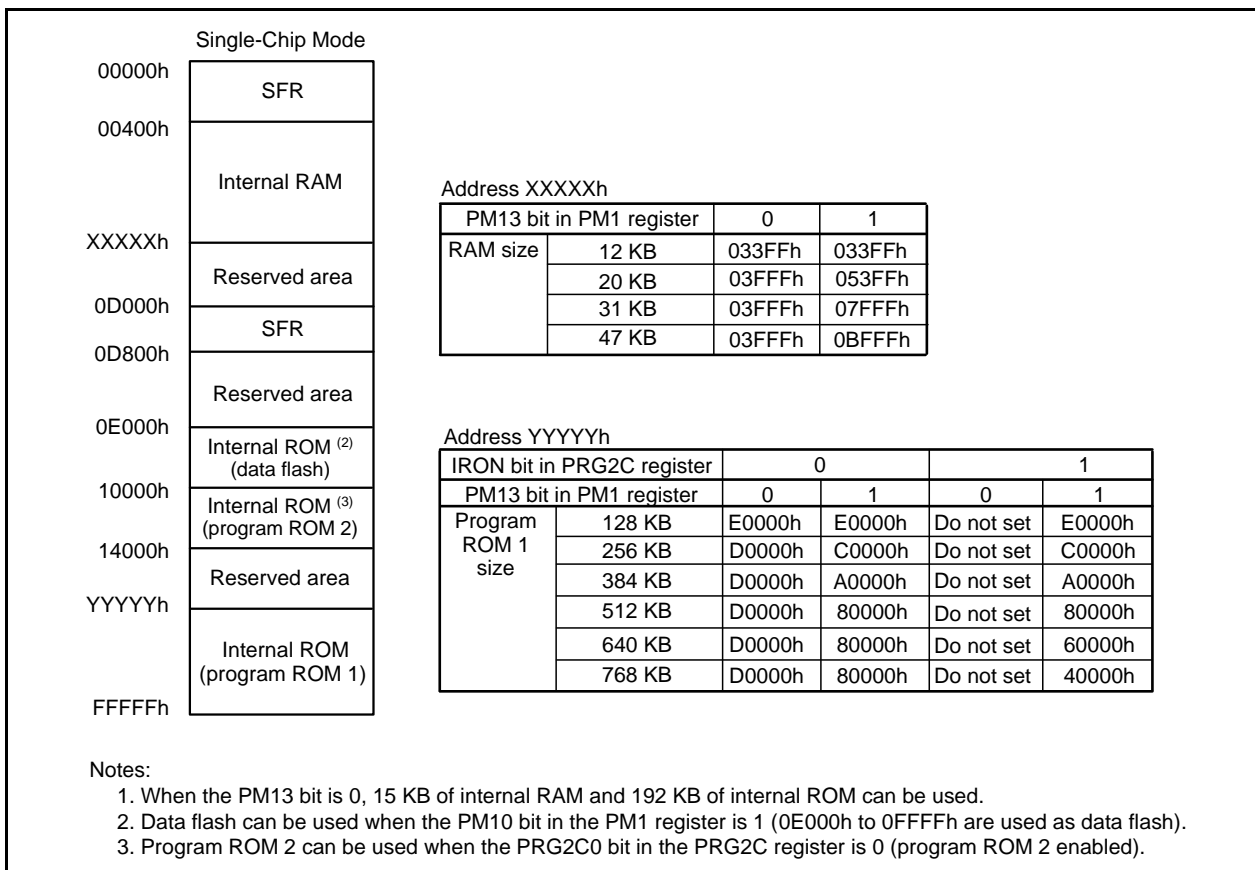 Single-Chip Mode
00000h
SFR
00400h
Internal RAM
XXXXXh
Reserved area
0D000h
SFR
0D800h
Reserved area
0E000h
Internal ROM (2)
(data flash)
10000h
Internal ROM (3)
(program ROM 2)
14000h
Reserved area
YYYYYh
Internal ROM
(program ROM 1)
FFFFFh
Address XXXXXh
PM13 bit in PM1 register 0 1
RAM size 12 KB 033FFh 033FFh
20 KB 03FFFh 053FFh
31 KB 03FFFh 07FFFh
47 KB 03FFFh 0BFFFh
Address YYYYYh
IRON bit in PRG2C register 0 1
PM13 bit in PM1 register 0 1 0 1
Program ROM 1 size 128 KB E0000h E0000h Do not set E0000h
256 KB D0000h C0000h Do not set C0000h
384 KB D0000h A0000h Do not set A0000h
512 KB D0000h 80000h Do not set 80000h
640 KB D0000h 80000h Do not set 60000h
768 KB D0000h 80000h Do not set 40000h
Notes:
1. When the PM13 bit is 0, 15 KB of internal RAM and 192 KB of internal ROM can be used.
2. Data flash can be used when the PM10 bit in the PM1 register is 1 (0E000h to 0FFFFh are used as data flash).
3. Program ROM 2 can be used when the PRG2C0 bit in the PRG2C register is 0 (program ROM 2 enabled).